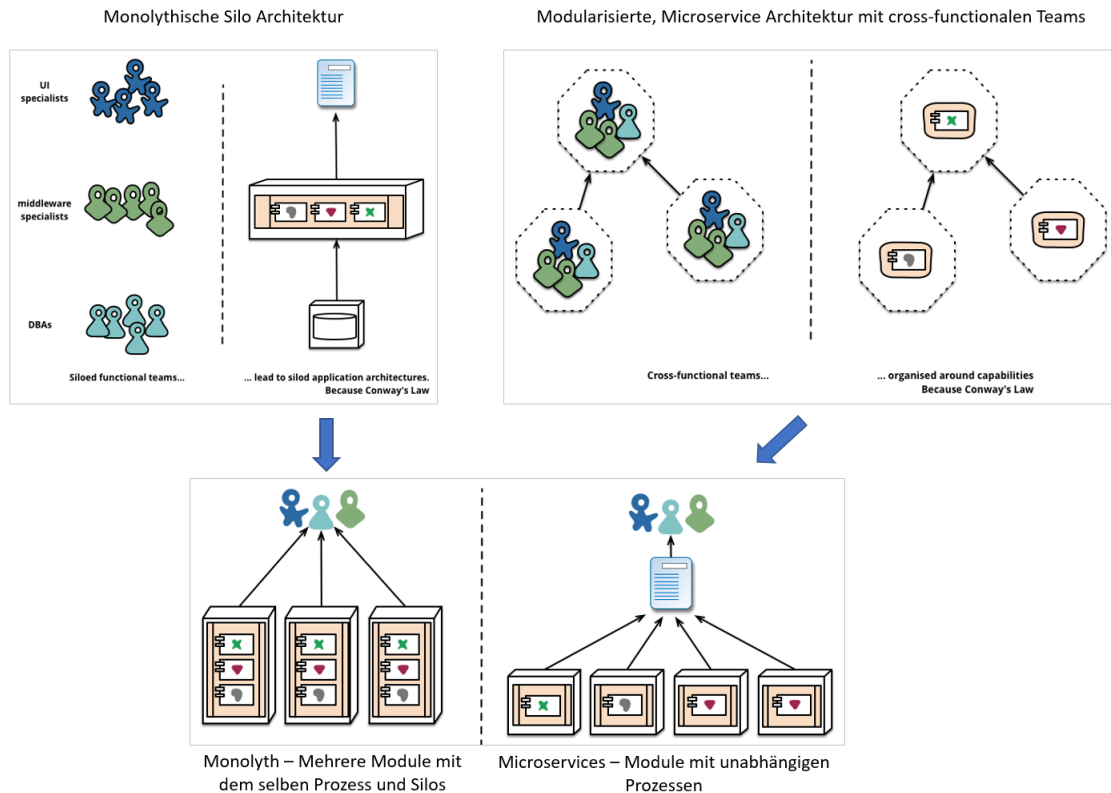 Monolythische Silo Architektur
Modularisierte, Microservice Architektur mit cross-functionalen Teams
UI
specialists
middleware
specialists
DBAs
Siloed functional teams...
... lead to silod application architectures.
Because Conway's Law
Cross-functional teams...
... organised around capabilities
Because Conway's Law
Monolyth – Mehrere Module mit
dem selben Prozess und Silos
Microservices – Module mit unabhängigen
Prozessen